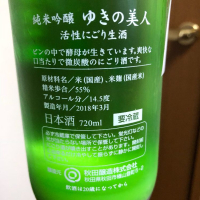 純米吟醸 ゆきの美人
活性にごり生酒
ビンの中で酵母が生きています。爽快な
口当たりで微炭酸のにごり酒です。
原材料名／米（国産）、米麹（国産米）
精米歩合／55%
アルコール分／14.5度
製造年月／2018年3月
日本酒 720ml 要冷蔵
秋田醸造株式会社
飲酒は20歳になってから